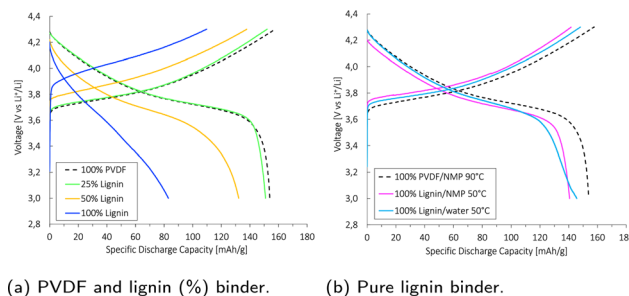 4,4
4,2
4,0
3,8
3,6
3,4
3,2
3,0
2,8
Voltage [V vs Li⁺/Li]
100% PVDF
25% Lignin
50% Lignin
100% Lignin
0 20 40 60 80 100 120 140 160 180
Specific Discharge Capacity [mAh/g]
(a) PVDF and lignin (%) binder.
4,4
4,2
4,0
3,8
3,6
3,4
3,2
3,0
2,8
Voltage [V vs Li⁺/Li]
100% PVDF/NMP 90°C
100% Lignin/NMP 50°C
100% Lignin/water 50°C
0 20 40 60 80 100 120 140 160 18
Specific Discharge Capacity [mAh/g]
(b) Pure lignin binder.